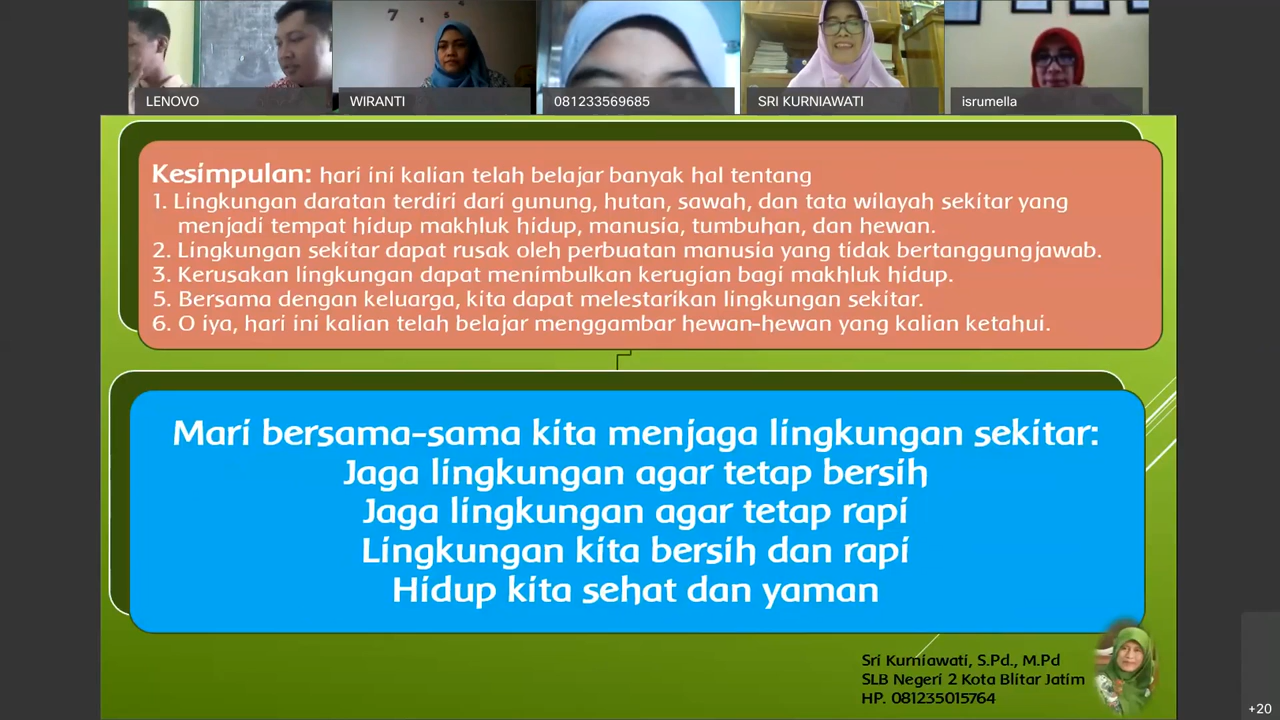 LENOVO
WIRANTI
081233569685
SRI KURNIAWATI
isrumella
Kesimpulan: hari ini kalian telah belajar banyak hal tentang
1. Lingkungan daratan terdiri dari gunung, hutan, sawah, dan tata wilayah sekitar yang
menjadi tempat hidup makhluk hidup, manusia, tumbuhan, dan hewan.
2. Lingkungan sekitar dapat rusak oleh perbuatan manusia yang tidak bertanggungjawab.
3. Kerusakan lingkungan dapat menimbulkan kerugian bagi makhluk hidup.
5. Bersama dengan keluarga, kita dapat melestarikan lingkungan sekitar.
6. O iya, hari ini kalian telah belajar menggambar hewan-hewan yang kalian ketahui.
Mari bersama-sama kita menjaga lingkungan sekitar:
Jaga lingkungan agar tetap bersih
Jaga lingkungan agar tetap rapi
Lingkungan kita bersih dan rapi
Hidup kita sehat dan yaman
Sri Kurniawati, S.Pd., M.Pd
SLB Negeri 2 Kota Blitar Jatim
HP. 081235015764
+20